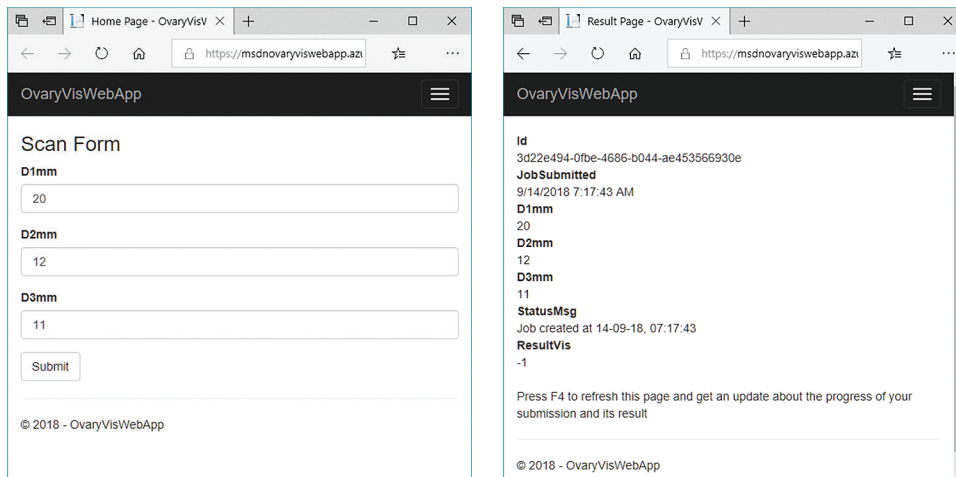 Home Page - OvaryVisV
https://msdnovaryviswebapp.azu
OvaryVisWebApp
Scan Form
D1mm
20
D2mm
12
D3mm
11
Submit
© 2018 - OvaryVisWebApp
Result Page - OvaryVisV
https://msdnovaryviswebapp.azu
OvaryVisWebApp
Id
3d22e494-0fbe-4686-b044-ae453566930e
JobSubmitted
9/14/2018 7:17:43 AM
D1mm
20
D2mm
12
D3mm
11
StatusMsg
Job created at 14-09-18, 07:17:43
ResultVis
-1
Press F4 to refresh this page and get an update about the progress of your
submission and its result
© 2018 - OvaryVisWebApp